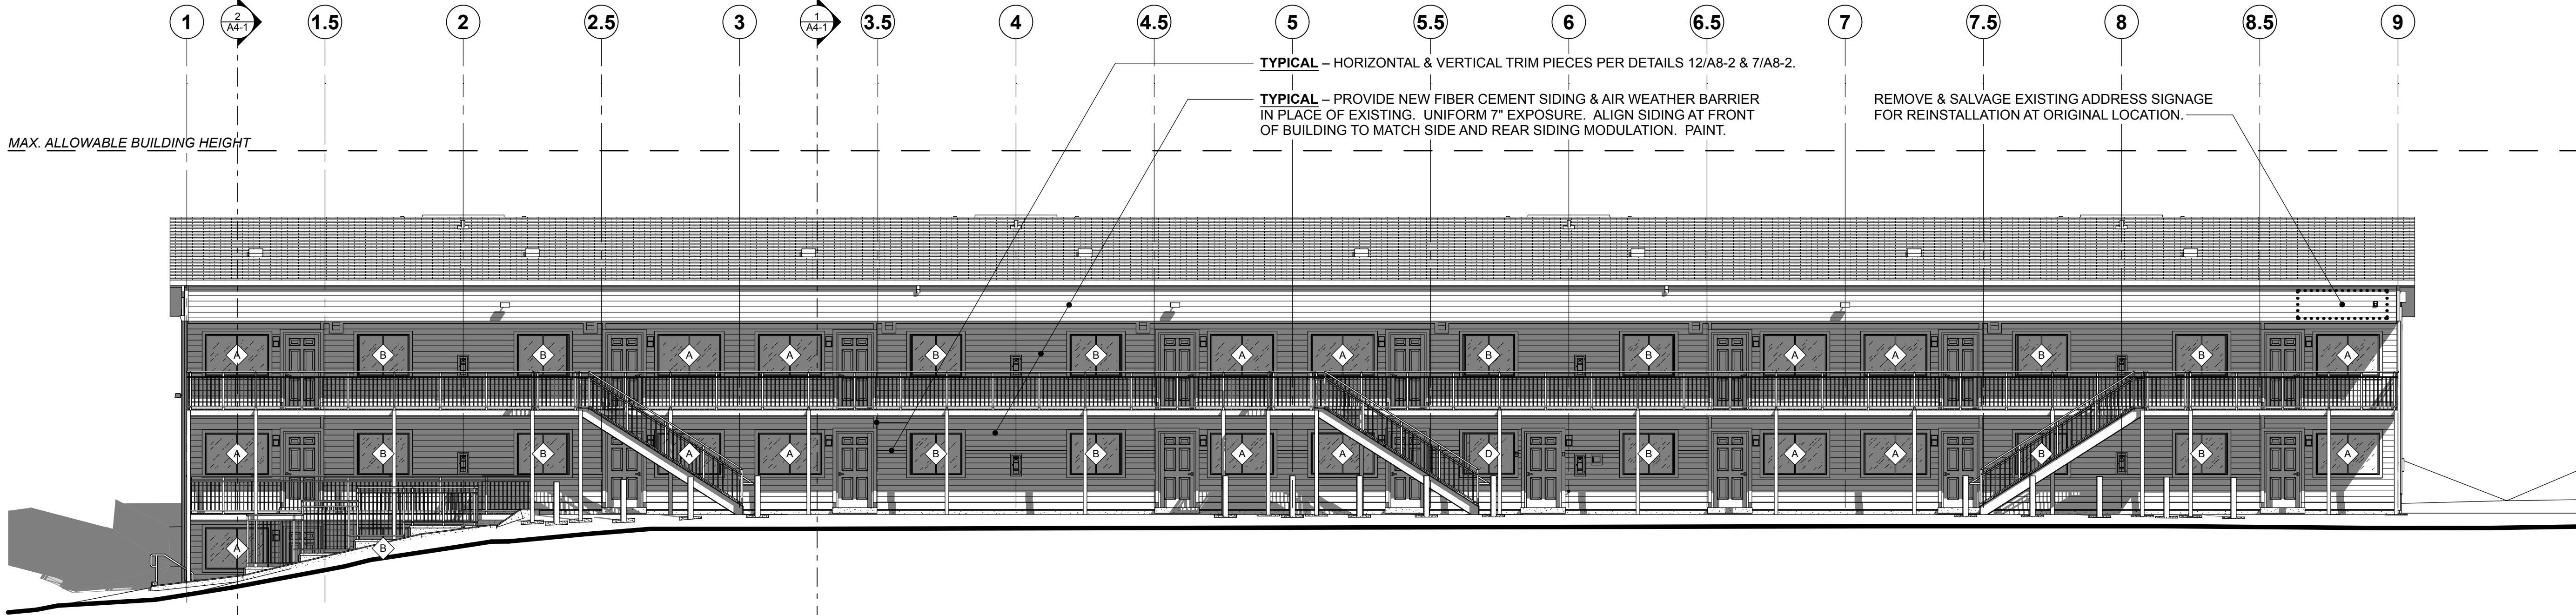 1 2 1.5 2 2.5 3 1 3.5 4 4.5 5 5.5 6 6.5 7 7.5 8 8.5 9
A4-1 A4-1
TYPICAL – HORIZONTAL & VERTICAL TRIM PIECES PER DETAILS 12/A8-2 & 7/A8-2.
TYPICAL – PROVIDE NEW FIBER CEMENT SIDING & AIR WEATHER BARRIER
IN PLACE OF EXISTING. UNIFORM 7" EXPOSURE. ALIGN SIDING AT FRONT
OF BUILDING TO MATCH SIDE AND REAR SIDING MODULATION. PAINT.
REMOVE & SALVAGE EXISTING ADDRESS SIGNAGE
FOR REINSTALLATION AT ORIGINAL LOCATION.
MAX. ALLOWABLE BUILDING HEIGHT
A B B A A B B A A B B A A B B A
A B B A A B B A A D B A A B B A
A B